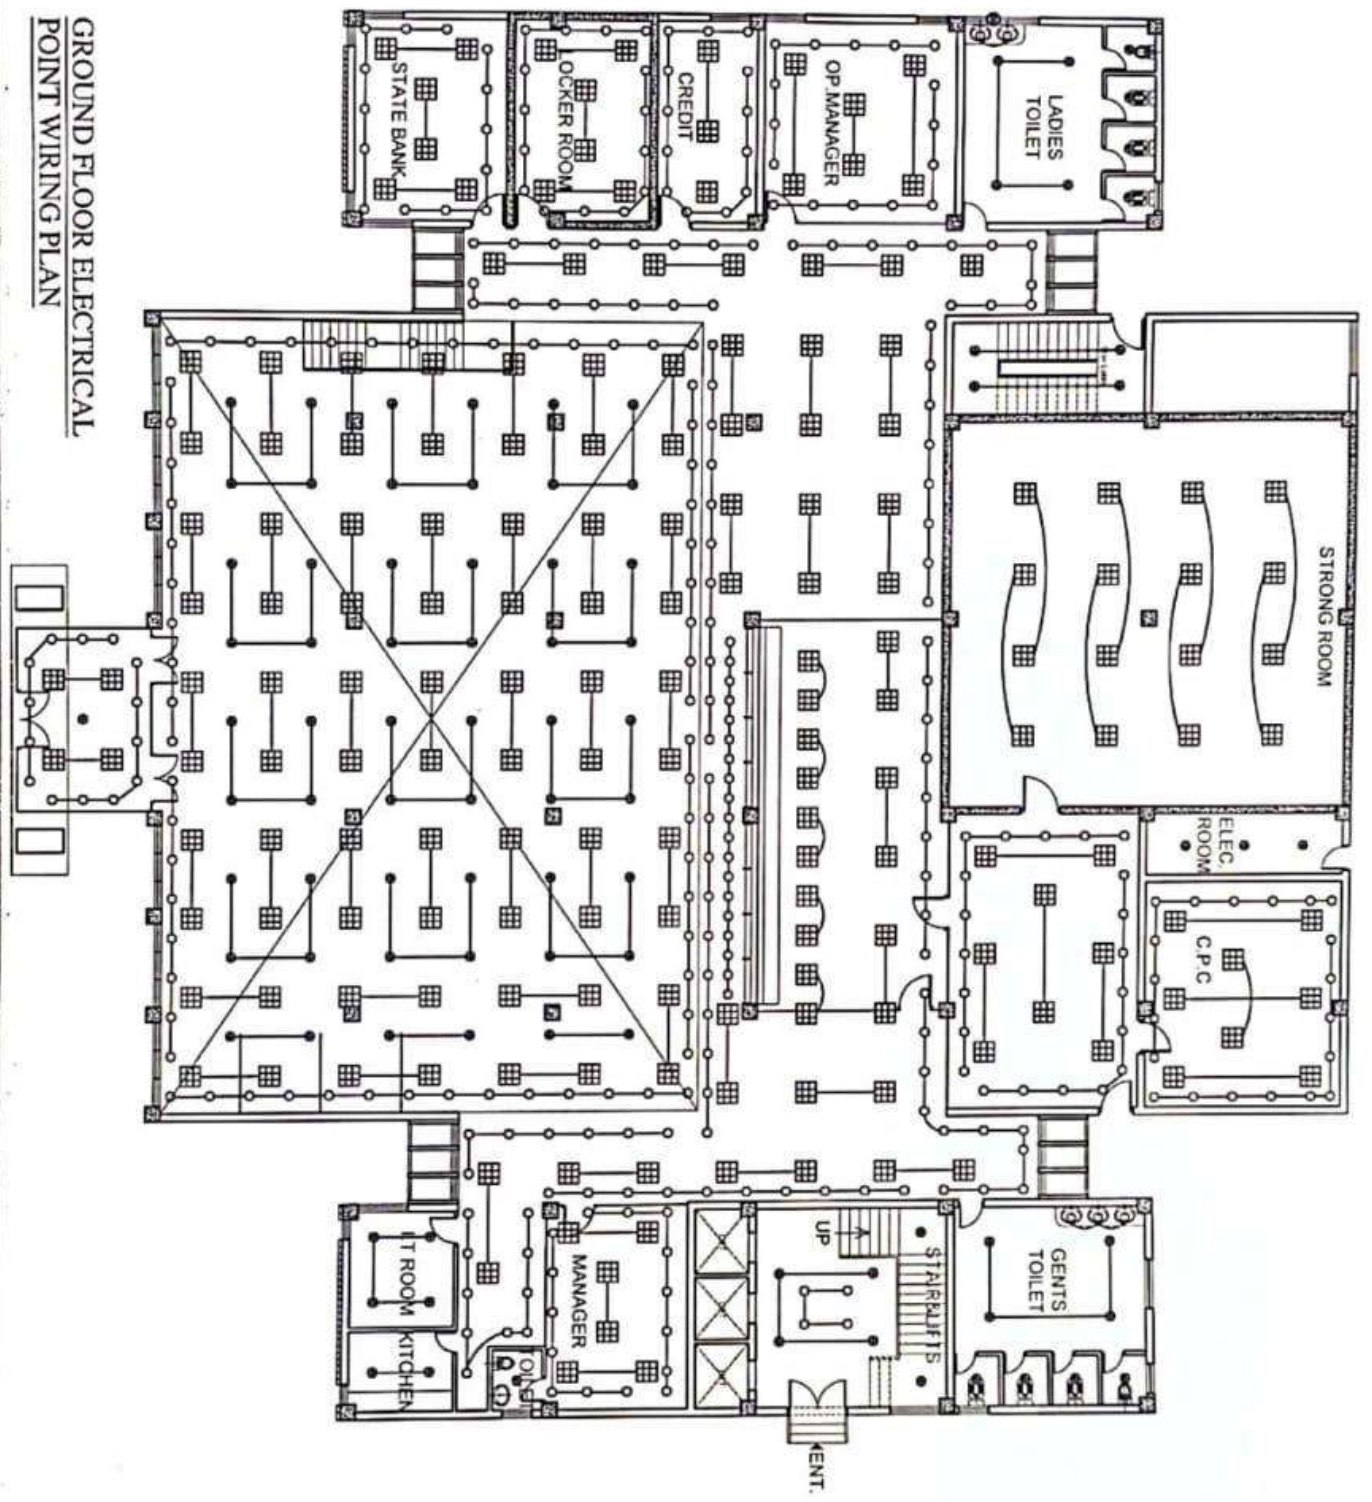 GROUND FLOOR ELECTRICAL
POINT WIRING PLAN
STATE BANK
LOCKER ROOM
CREDIT
OP.MANAGER
LADIES
TOILET
STRONG ROOM
ELEC.
ROOM
C.P.C
GENTS
TOILET
STAIR&LIFTS
UP
ENT.
MANAGER
I.T ROOM
KITCHEN